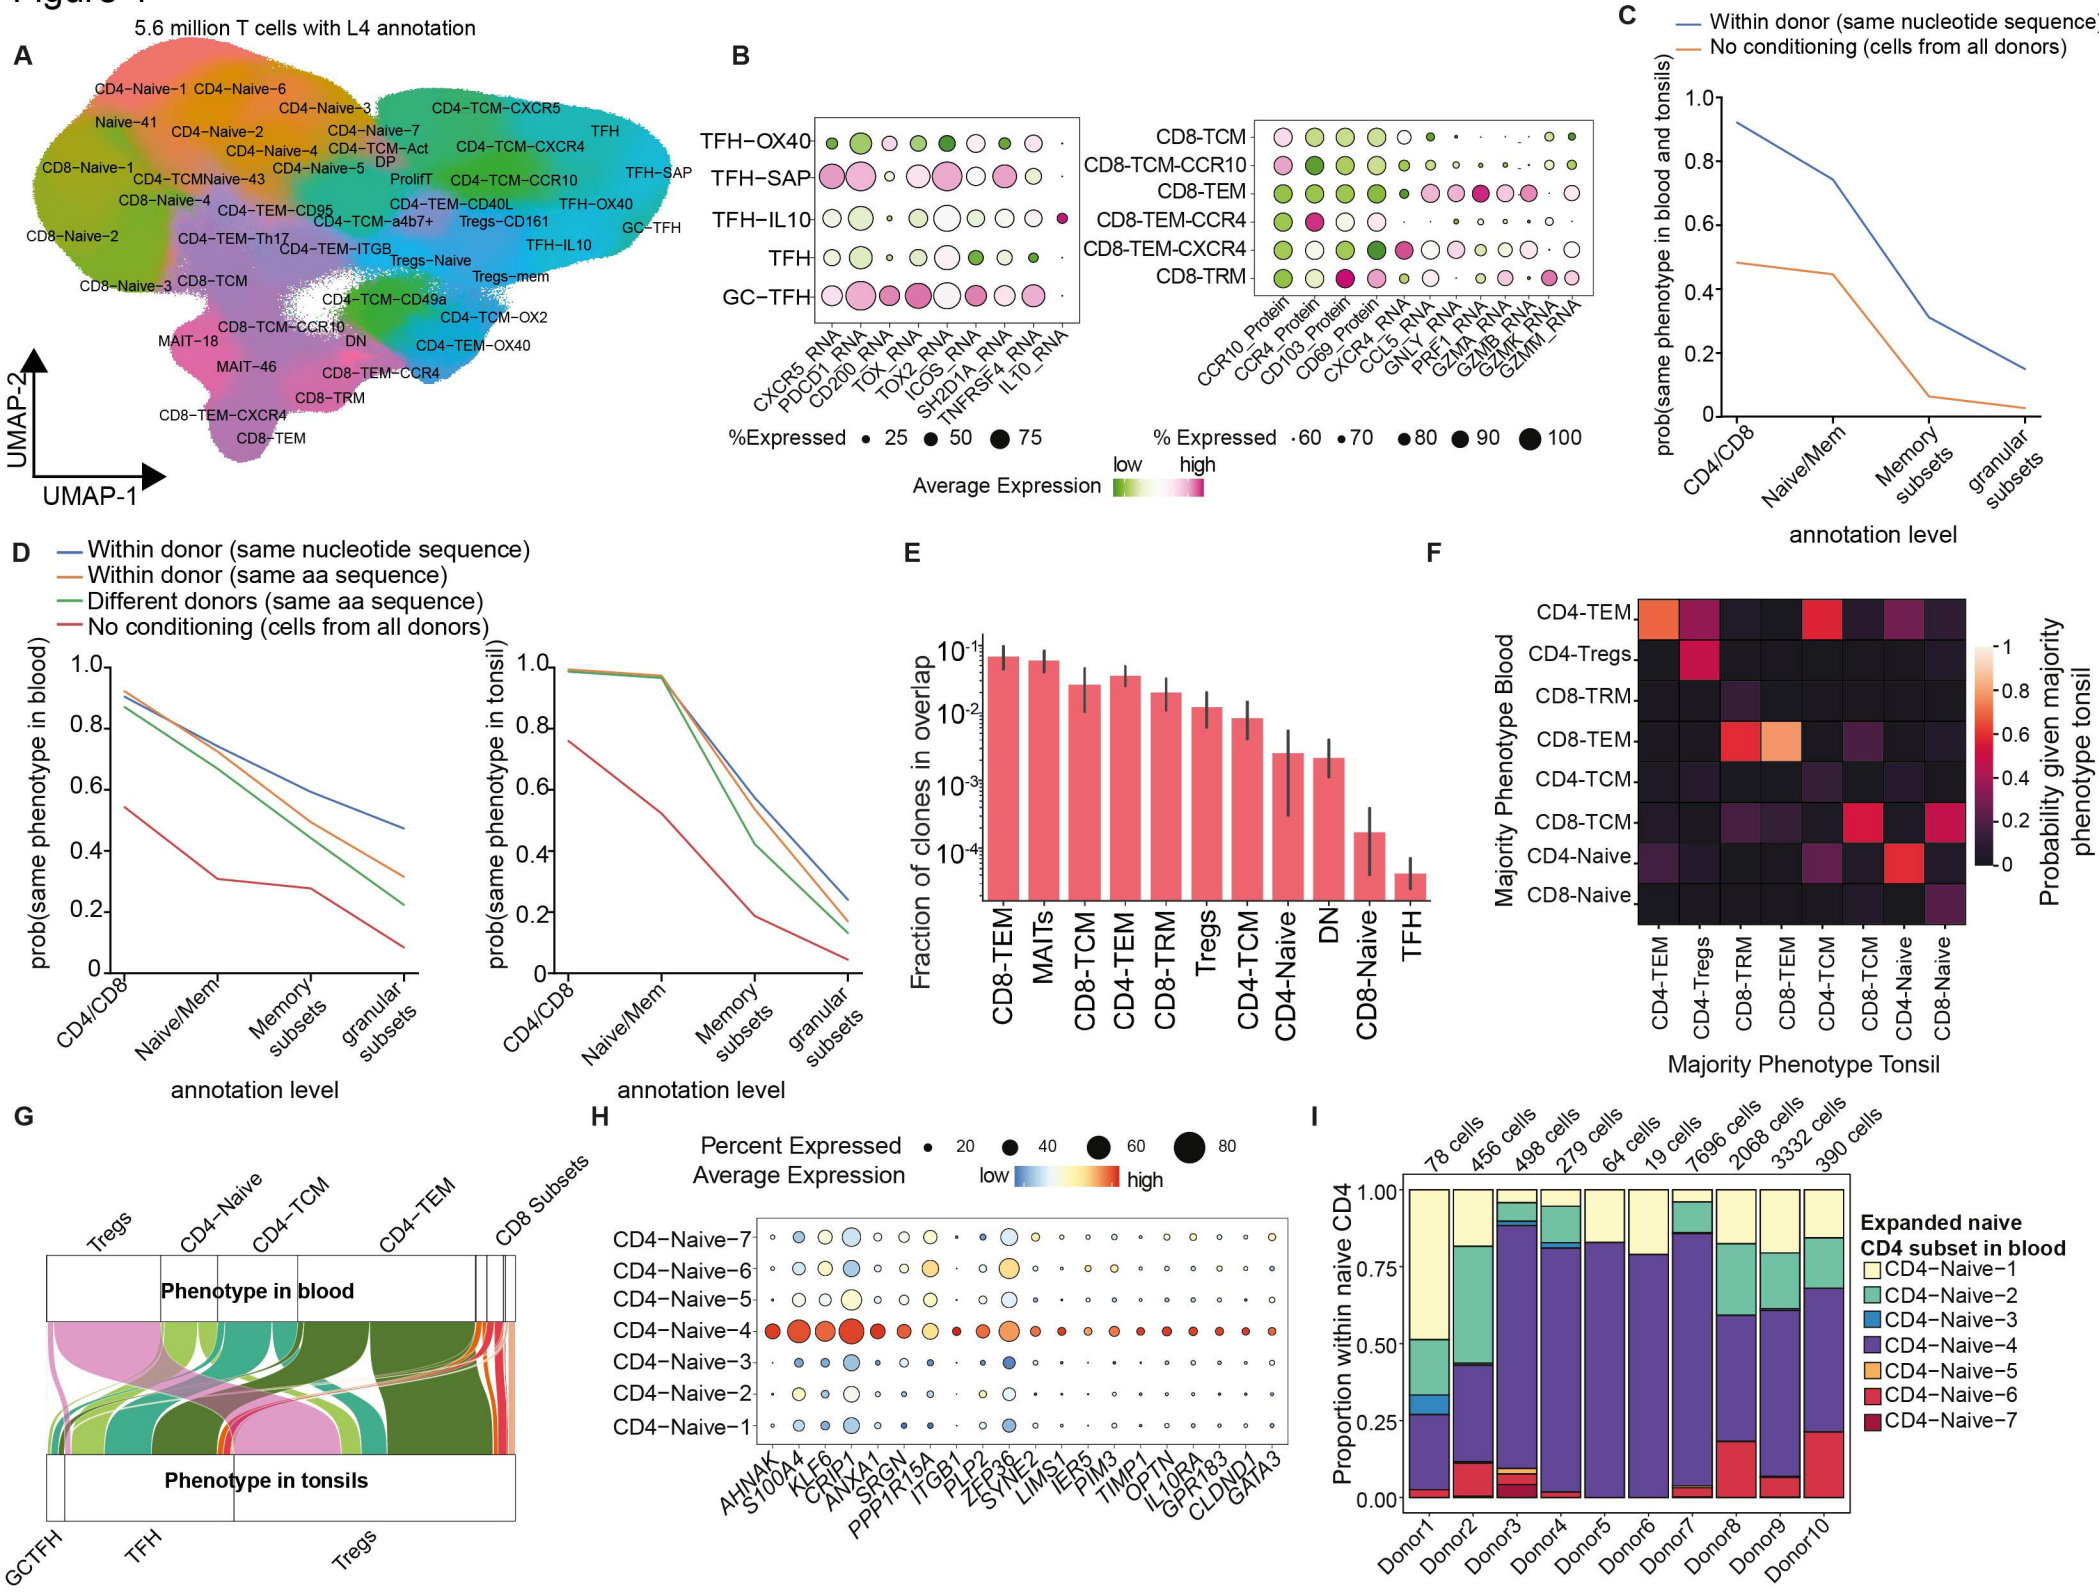 A
5.6 million T cells with L4 annotation
CD4−Naive−1 CD4−Naive−6
CD4−Naive−3
CD4−TCM−CXCR5
Naive−41
CD4−Naive−2
CD4−Naive−7
TFH
CD4−Naive−4
CD4−TCM−Act
CD4−TCM−CXCR4
DP
CD8−Naive−1
CD4−Naive−5
CD4−TCMNaive−43
ProlifT
CD4−TCM−CCR10
TFH−SAP
CD8−Naive−4
CD4−TEM−CD95
CD4−TEM−CD40L
TFH−OX40
CD4−TCM−a4b7+
Tregs−CD161
GC−TFH
CD8−Naive−2
CD4−TEM−Th17
CD4−TEM−ITGB
TFH−IL10
Tregs−Naive
CD8−Naive−3
CD8−TCM
Tregs−mem
CD4−TCM−CD49a
CD4−TCM−OX2
CD8−TCM−CCR10
MAIT−18
DN
CD4−TEM−OX40
MAIT−46
CD8−TEM−CCR4
CD8−TRM
CD8−TEM−CXCR4
CD8−TEM
UMAP-2
UMAP-1
B
TFH−OX40
TFH−SAP
TFH−IL10
TFH
GC−TFH
CXCR5_RNA
PDCD1_RNA
CD200_RNA
TOX_RNA
TOX2_RNA
ICOS_RNA
SH2D1A_RNA
TNFRSF4_RNA
IL10_RNA
%Expressed 25 50 75
CD8−TCM
CD8−TCM−CCR10
CD8−TEM
CD8−TEM−CCR4
CD8−TEM−CXCR4
CD8−TRM
CCR10_Protein
CCR4_Protein
CD103_Protein
CD69_Protein
CXCR4_RNA
CCL5_RNA
GNLY_RNA
PRF1_RNA
GZMA_RNA
GZMB_RNA
GZMK_RNA
GZMM_RNA
% Expressed 60 70 80 90 100
low high
Average Expression
C
Within donor (same nucleotide sequence)
No conditioning (cells from all donors)
prob(same phenotype in blood and tonsils)
1.0
0.8
0.6
0.4
0.2
0
CD4/CD8
Naive/Mem
Memory subsets
granular subsets
annotation level
D
Within donor (same nucleotide sequence)
Within donor (same aa sequence)
Different donors (same aa sequence)
No conditioning (cells from all donors)
prob(same phenotype in blood)
1.0
0.8
0.6
0.4
0.2
0
CD4/CD8
Naive/Mem
Memory subsets
granular subsets
annotation level
prob(same phenotype in tonsil)
1.0
0.8
0.6
0.4
0.2
0
CD4/CD8
Naive/Mem
Memory subsets
granular subsets
annotation level
E
Fraction of clones in overlap
10-1
10-2
10-3
10-4
CD8-TEM
MAITs
CD8-TCM
CD4-TEM
CD8-TRM
Tregs
CD4-TCM
CD4-Naive
DN
CD8-Naive
TFH
F
Majority Phenotype Blood
CD4-TEM
CD4-Tregs
CD8-TRM
CD8-TEM
CD4-TCM
CD8-TCM
CD4-Naive
CD8-Naive
CD4-TEM
CD4-Tregs
CD8-TRM
CD8-TEM
CD4-TCM
CD8-TCM
CD4-Naive
CD8-Naive
Majority Phenotype Tonsil
1
0.8
0.6
0.4
0.2
0
Probability given majority
phenotype tonsil
G
Tregs
CD4−Naive
CD4−TCM
CD4−TEM
CD8 Subsets
Phenotype in blood
Phenotype in tonsils
GCTFH
TFH
Tregs
H
Percent Expressed 20 40 60 80
Average Expression low high
CD4−Naive−7
CD4−Naive−6
CD4−Naive−5
CD4−Naive−4
CD4−Naive−3
CD4−Naive−2
CD4−Naive−1
AHNAK
S100A4
KLF6
CRIP1
ANXA1
SRGN
PPP1R15A
ITGB1
PLP2
ZFP36
SYNE2
LIMS1
IER5
PIM3
TIMP1
OPTN
IL10RA
GPR183
CLDND1
GATA3
I
78 cells
456 cells
498 cells
279 cells
64 cells
19 cells
7696 cells
2068 cells
3332 cells
390 cells
Proportion within naive CD4
1.00
0.75
0.50
0.25
0.00
Donor1
Donor2
Donor3
Donor4
Donor5
Donor6
Donor7
Donor8
Donor9
Donor10
Expanded naive
CD4 subset in blood
CD4−Naive−1
CD4−Naive−2
CD4−Naive−3
CD4−Naive−4
CD4−Naive−5
CD4−Naive−6
CD4−Naive−7